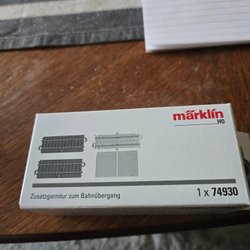 märklin
H0
Zusatzgarnitur zum Bahnübergang
1 x 74930